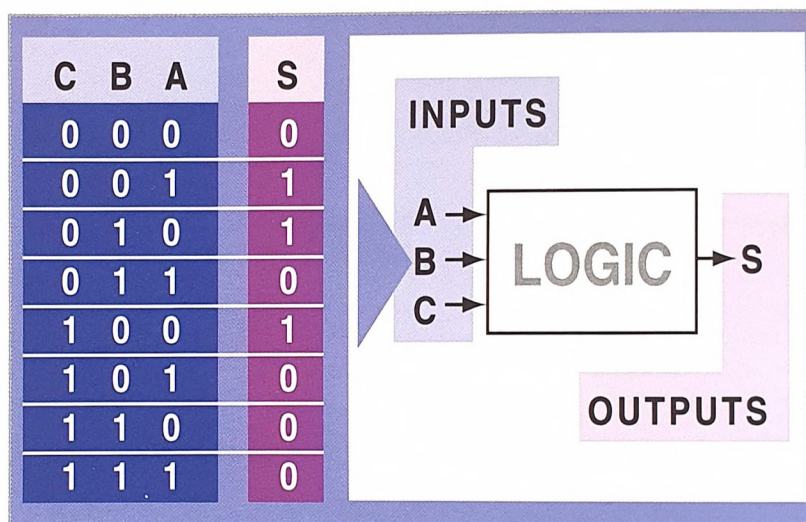 C B A S
0 0 0 0
0 0 1 1
0 1 0 1
0 1 1 0
1 0 0 1
1 0 1 0
1 1 0 0
1 1 1 0
INPUTS
A
B
C
LOGIC
S
OUTPUTS